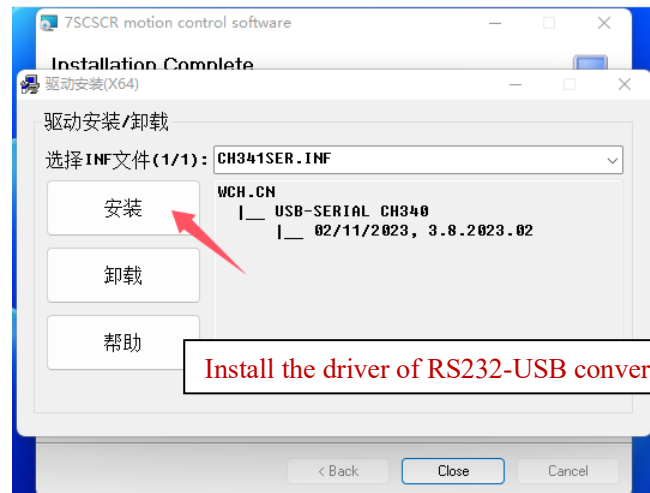 7SCSCR motion control software
Installation Complete
驱动安装(X64)
驱动安装/卸载
选择INF文件(1/1):
CH341SER.INF
安装
WCH.CN
|__ USB-SERIAL CH340
|__ 02/11/2023, 3.8.2023.02
卸载
帮助
Install the driver of RS232-USB conver
< Back
Close
Cancel